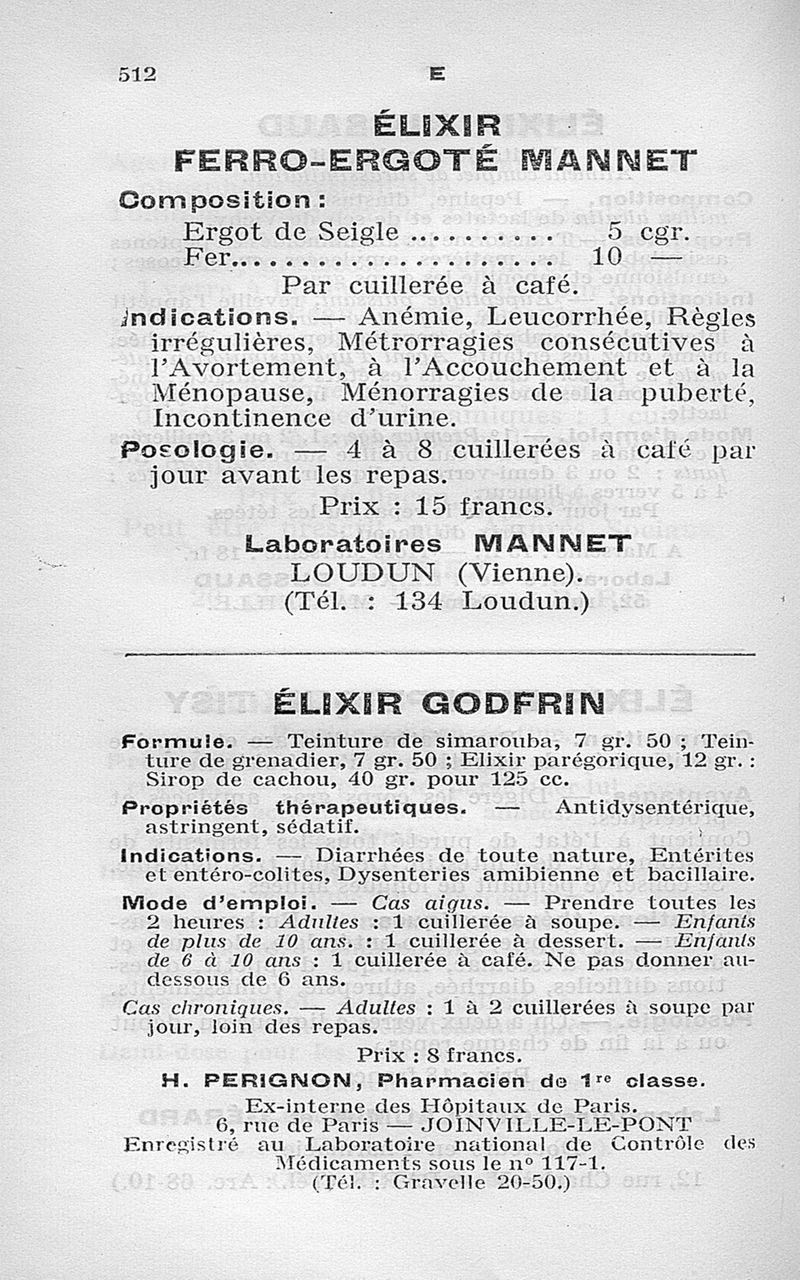 512
E
ÉLIXIR
FERRO-ERGOTÉ MANNET
Composition :
Ergot de Seigle .......... 5 cgr.
Fer...................... 10 —
Par cuillerée à café.
Indications. — Anémie, Leucorrhée, Règles
irrégulières, Métrorragies consécutives à
l'Avortement, à l'Accouchement et à la
Ménopause, Ménorragies de la puberté,
Incontinence d'urine.
Posologie. — 4 à 8 cuillerées à café par
jour avant les repas.
Prix : 15 francs.
Laboratoires MANNET
LOUDUN (Vienne).
(Tél. : 134 Loudun.)
ÉLIXIR GODFRIN
Formule. — Teinture de simarouba, 7 gr. 50 ; Tein-
ture de grenadier, 7 gr. 50 ; Elixir parégorique, 12 gr. :
Sirop de cachou, 40 gr. pour 125 cc.
Propriétés thérapeutiques. — Antidysentérique,
astringent, sédatif.
Indications. — Diarrhées de toute nature, Entérites
et entéro-colites, Dysenteries amibienne et bacillaire.
Mode d'emploi. — Cas aigus. — Prendre toutes les
2 heures : Adultes : 1 cuillerée à soupe. — Enfants
de plus de 10 ans. : 1 cuillerée à dessert. — Enfants
de 6 à 10 ans : 1 cuillerée à café. Ne pas donner au-
dessous de 6 ans.
Cas chroniques. — Adultes : 1 à 2 cuillerées à soupe par
jour, loin des repas.
Prix : 8 francs.
H. PERIGNON, Pharmacien de 1re classe.
Ex-interne des Hôpitaux de Paris.
6, rue de Paris — JOINVILLE-LE-PONT
Enregistré au Laboratoire national de Contrôle des
Médicaments sous le n° 117-1.
(Tél. : Gravelle 20-50.)